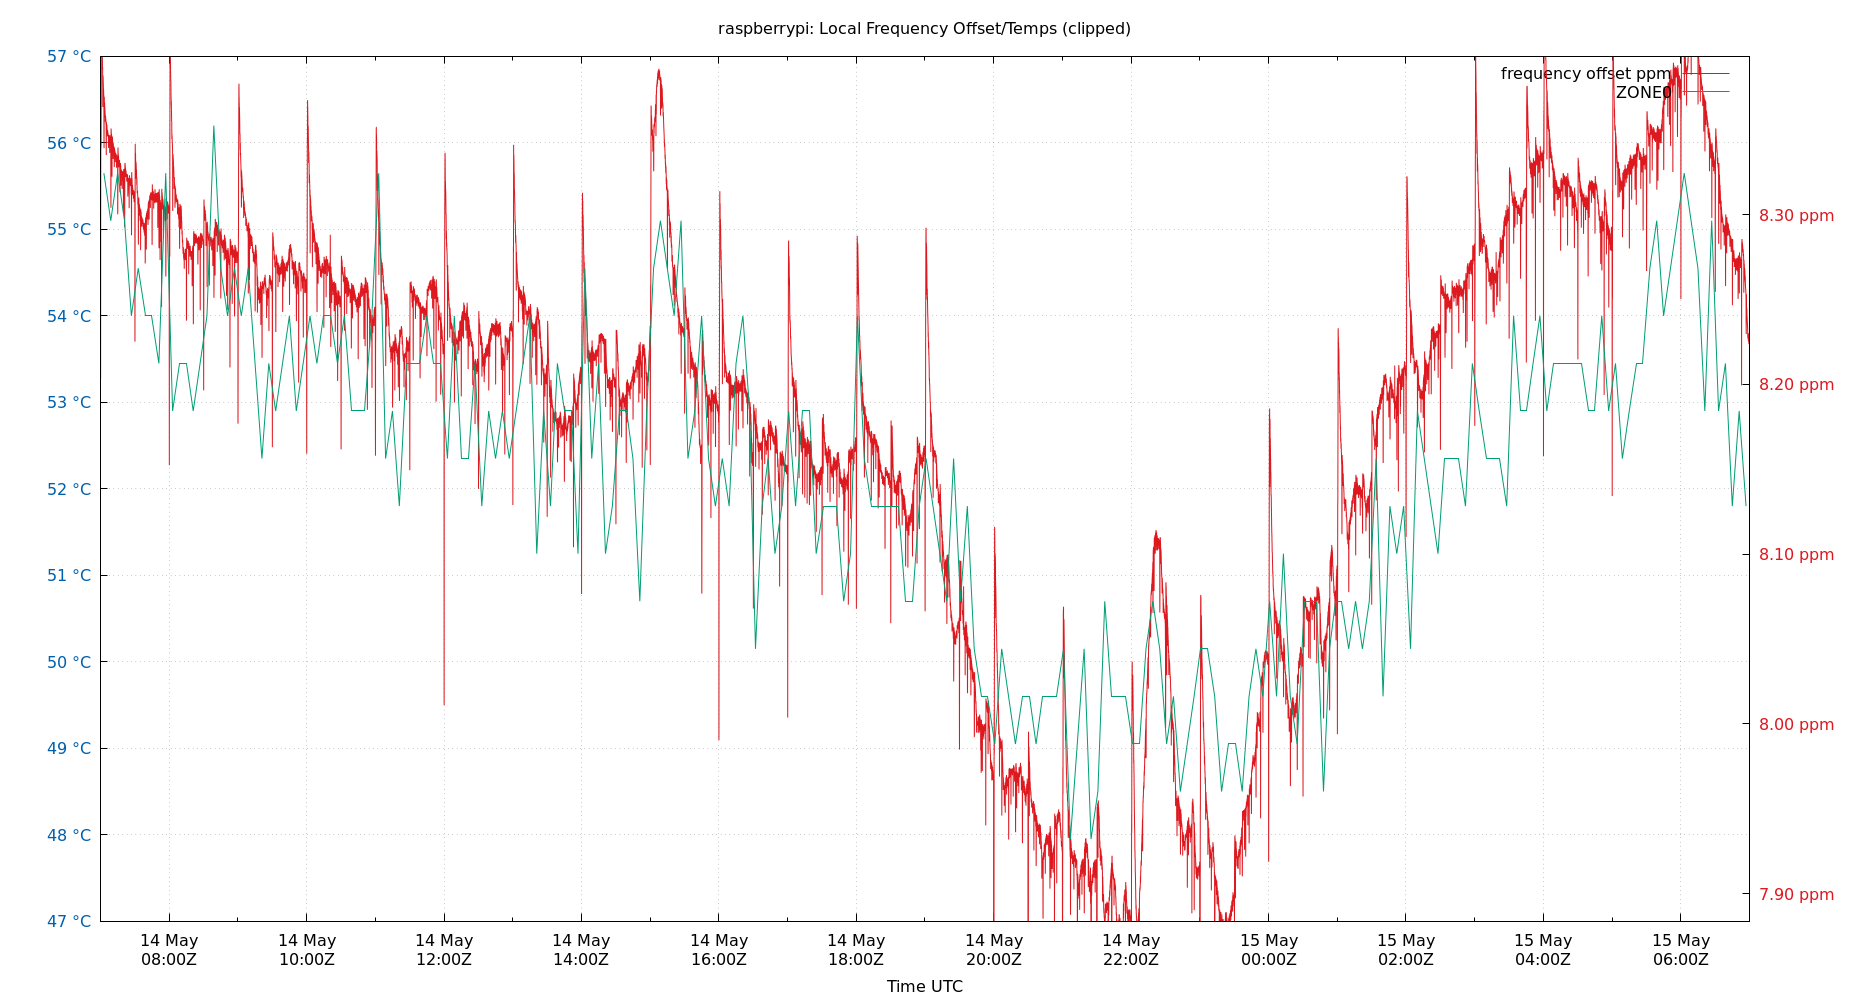 raspberrypi: Local Frequency Offset/Temps (clipped)
57 °C
56 °C
55 °C
54 °C
53 °C
52 °C
51 °C
50 °C
49 °C
48 °C
47 °C
frequency offset ppm
ZONE0
8.30 ppm
8.20 ppm
8.10 ppm
8.00 ppm
7.90 ppm
14 May
08:00Z
14 May
10:00Z
14 May
12:00Z
14 May
14:00Z
14 May
16:00Z
14 May
18:00Z
14 May
20:00Z
14 May
22:00Z
15 May
00:00Z
15 May
02:00Z
15 May
04:00Z
15 May
06:00Z
Time UTC